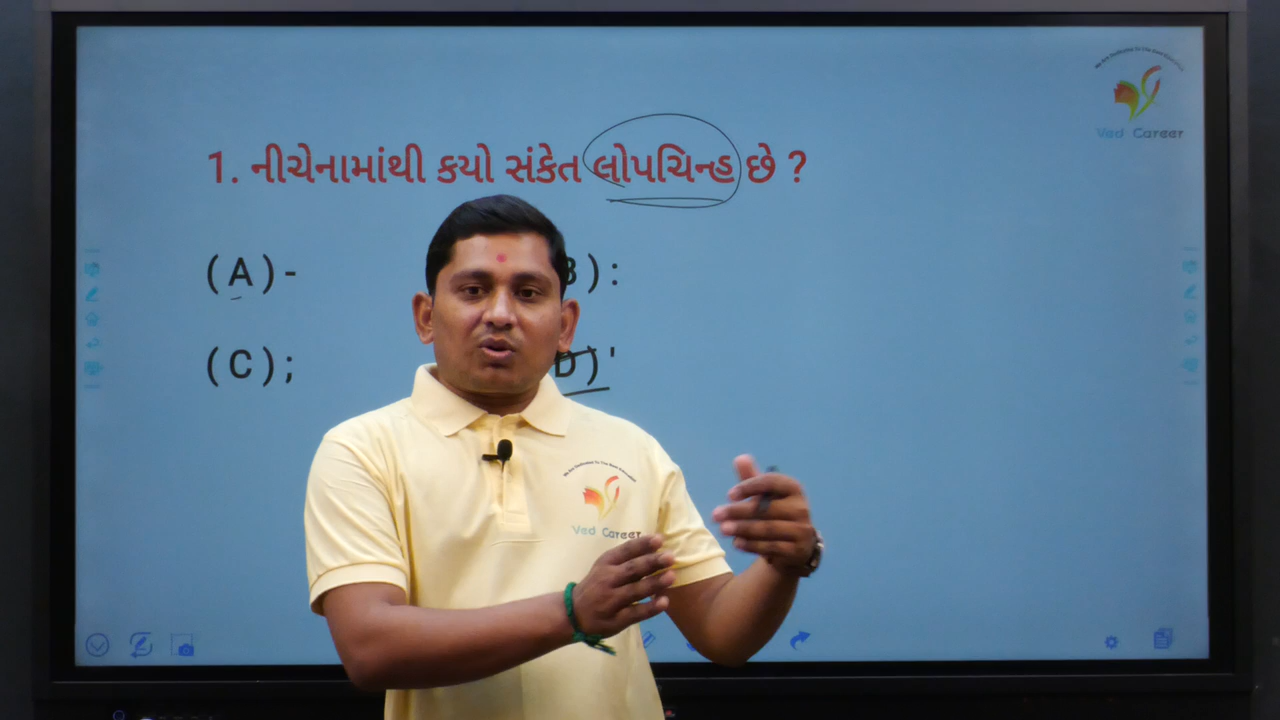 Ved Career
1. નીચેનામાંથી કયો સંકેત લોપચિન્હ છે ?
(A)- B) :
(C) ; D) '
Ved Career